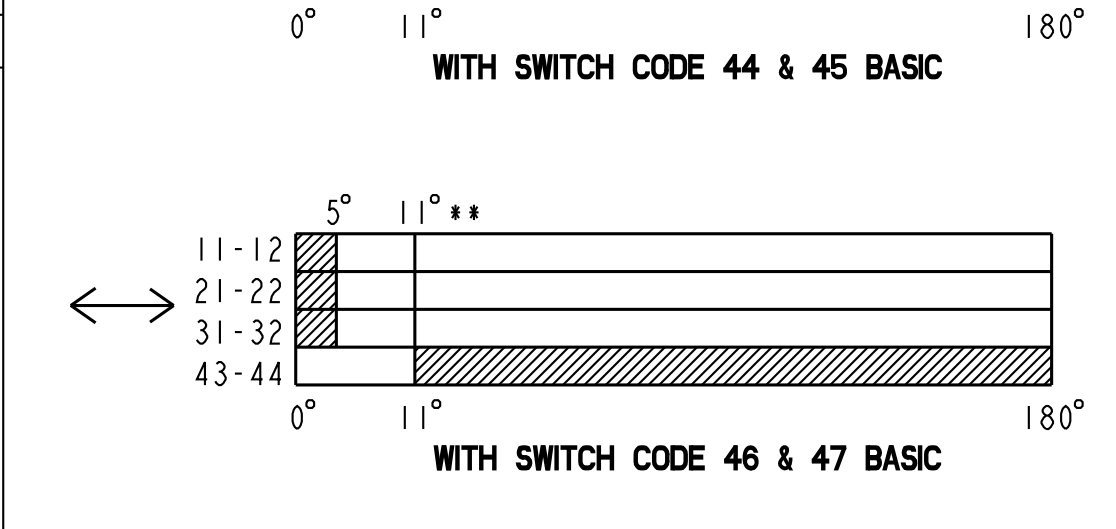 0° 11° 180°
WITH SWITCH CODE 44 & 45 BASIC
5° 11° **
11-12
21-22
31-32
43-44
0° 11° 180°
WITH SWITCH CODE 46 & 47 BASIC